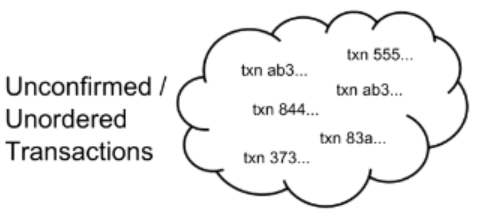 Unconfirmed /
Unordered
Transactions
txn 555...
txn ab3...
txn ab3...
txn 844...
txn 83a...
txn 373...